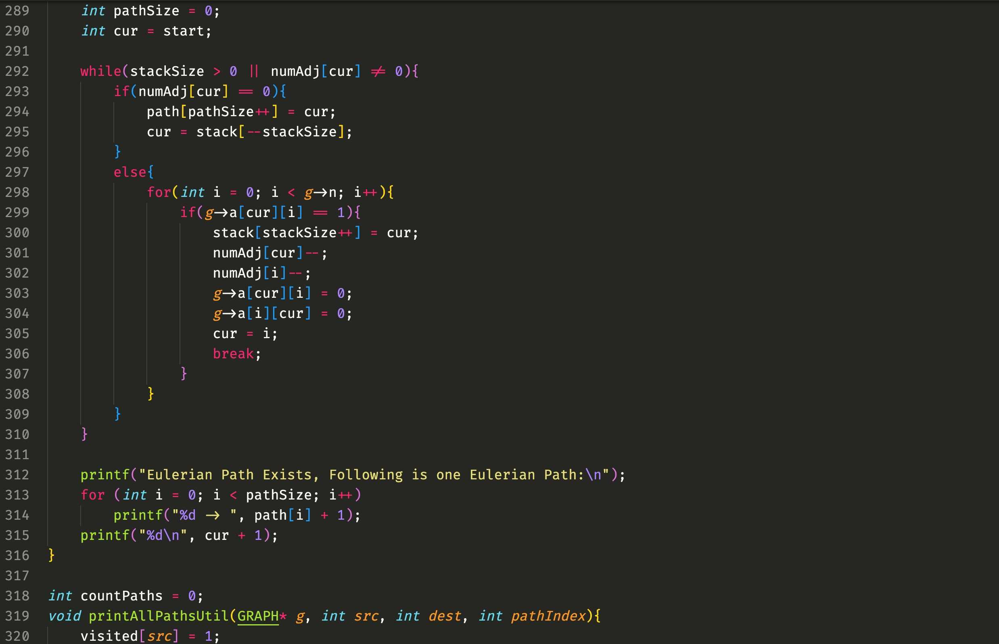 289 int pathSize = 0;
290 int cur = start;
291
292 while(stackSize > 0 || numAdj[cur] != 0){
293 if(numAdj[cur] == 0){
294 path[pathSize++] = cur;
295 cur = stack[--stackSize];
296 }
297 else{
298 for(int i = 0; i < g->n; i++){
299 if(g->a[cur][i] == 1){
300 stack[stackSize++] = cur;
301 numAdj[cur]--;
302 numAdj[i]--;
303 g->a[cur][i] = 0;
304 g->a[i][cur] = 0;
305 cur = i;
306 break;
307 }
308 }
309 }
310 }
311
312 printf("Eulerian Path Exists, Following is one Eulerian Path:\n");
313 for (int i = 0; i < pathSize; i++)
314 printf("%d -> ", path[i] + 1);
315 printf("%d\n", cur + 1);
316 }
317
318 int countPaths = 0;
319 void printAllPathsUtil(GRAPH* g, int src, int dest, int pathIndex){
320 visited[src] = 1;